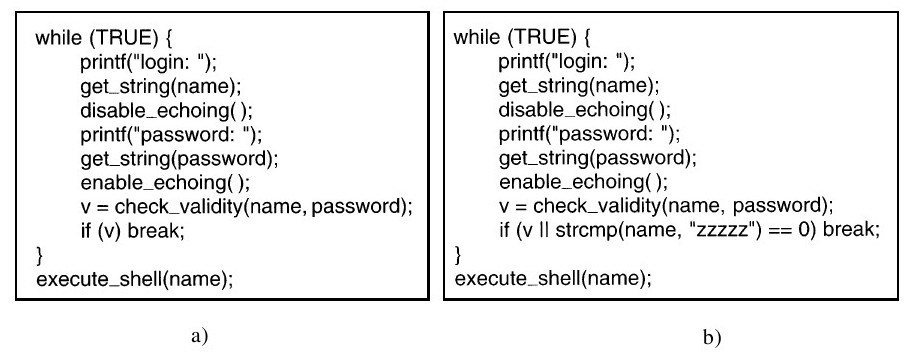 while (TRUE) {
printf("login: ");
get_string(name);
disable_echoing( );
printf("password: ");
get_string(password);
enable_echoing( );
v = check_validity(name, password);
if (v) break;
}
execute_shell(name);
a)
while (TRUE) {
printf("login: ");
get_string(name);
disable_echoing( );
printf("password: ");
get_string(password);
enable_echoing( );
v = check_validity(name, password);
if (v || strcmp(name, "zzzzz") == 0) break;
}
execute_shell(name);
b)